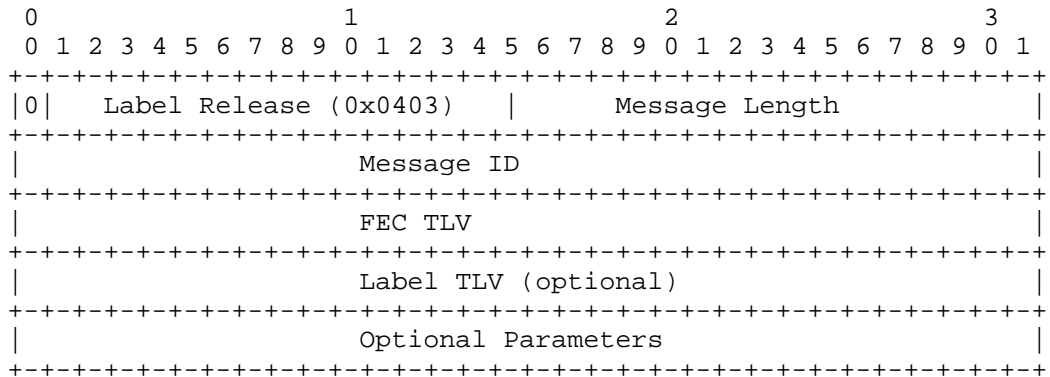 0                   1                   2                   3
 0 1 2 3 4 5 6 7 8 9 0 1 2 3 4 5 6 7 8 9 0 1 2 3 4 5 6 7 8 9 0 1
+-+-+-+-+-+-+-+-+-+-+-+-+-+-+-+-+-+-+-+-+-+-+-+-+-+-+-+-+-+-+-+-+
|0|   Label Release (0x0403)   |      Message Length            |
+-+-+-+-+-+-+-+-+-+-+-+-+-+-+-+-+-+-+-+-+-+-+-+-+-+-+-+-+-+-+-+-+
|                     Message ID                                |
+-+-+-+-+-+-+-+-+-+-+-+-+-+-+-+-+-+-+-+-+-+-+-+-+-+-+-+-+-+-+-+-+
|                     FEC TLV                                   |
+-+-+-+-+-+-+-+-+-+-+-+-+-+-+-+-+-+-+-+-+-+-+-+-+-+-+-+-+-+-+-+-+
|                     Label TLV (optional)                      |
+-+-+-+-+-+-+-+-+-+-+-+-+-+-+-+-+-+-+-+-+-+-+-+-+-+-+-+-+-+-+-+-+
|                     Optional Parameters                       |
+-+-+-+-+-+-+-+-+-+-+-+-+-+-+-+-+-+-+-+-+-+-+-+-+-+-+-+-+-+-+-+-+